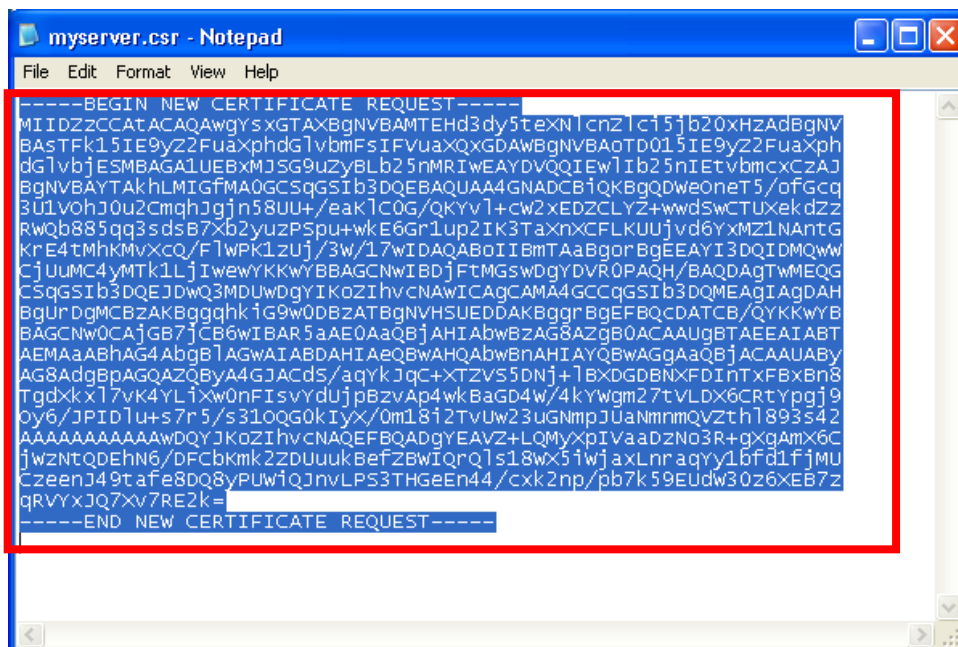 myserver.csr - Notepad
File Edit Format View Help
-----BEGIN NEW CERTIFICATE REQUEST-----
MIIDZzCCAtACAQAwgYsxGTAXBgNVBAMTEHd3dy5teXNlcnZlci5jb20xHzAdBgNV
BAsTFk15IE9yZ2FuaXphdGlvbmFsIFVuaXQxGDAWBgNVBAoTD015IE9yZ2FuaXph
dGlvbjESMBAGA1UEBxMJSG9uZyBLb25nMRIwEAYDVQQIEwlIb25nIEtvbmcxCzAJ
BgNVBAYTAkhLMIGfMA0GCSqGSIb3DQEBAQUAA4GNADCBiQKBgQDWeOneT5/ofGcq
3U1VOhJ0u2CmqhJgjn58UU+/eaKlC0G/QKYvl+cW2xEDZCLYZ+wwdSwCTUXekdZz
RWQb885qq3sdsB7Xb2yuzPSpu+wkE6Gr1up2IK3TaXnXCFLKUUjvd6YxMZ1NAntG
KrE4tMhKMvXcQ/FlWPK1zUj/3W/17wIDAQABoIIBmTAaBgorBgEEAYI3DQIDMQwW
CjUuMC4yMTk1LjIwewYKKwYBBAGCNwIBDjFtMGswDgYDVR0PAQH/BAQDAgTwMEQG
CSqGSIb3DQEJDwQ3MDUwDgYIKoZIhvcNAwICAgCAMA4GCCqGSIb3DQMEAgIAgDAH
BgUrDgMCBzAKBggqhkiG9w0DBzATBgNVHSUEDDAKBggrBgEFBQcDATCB/QYKKwYB
BAGCNw0CAjGB7jCB6wIBAR5aAE0AaQBjAHIAbwBzAG8AZgB0ACAAUgBTAEEAIABT
AEMAaABhAG4AbgBlAGwAIABDAHIAeQBwAHQAbwBnAHIAYQBwAGgAaQBjACAAUABy
AG8AdgBpAGQAZQByA4GJACdS/aqYkJqC+XTZVS5DNj+lBXDGDBNXFDInTxFBxBn8
TgdXkxl7vK4YLiXw0nFIsvYdUjpBzvAp4wkBaGD4W/4kYWgm27tVLDX6CRtYpgj9
Oy6/JPIDlu+s7r5/s31OQG0kIyX/0m18i2TvUw23uGNmpJUaNmnmQVZthl893s42
AAAAAAAAAAAwDQYJKoZIhvcNAQEFBQADgYEAVZ+LQMyXpIVaaDzNo3R+gXgAmX6C
jWzNtQDEhN6/DFCbKmk2ZDUuukBefZBWIQrQls18WX5iWjaxLnraqYy1bfd1fjMU
CzeenJ49tafe8DQ8yPUWiQJnvLPS3THGeEn44/cxk2np/pb7k59EUdW30z6XEB7z
qRVYxJQ7Xv7RE2k=
-----END NEW CERTIFICATE REQUEST-----